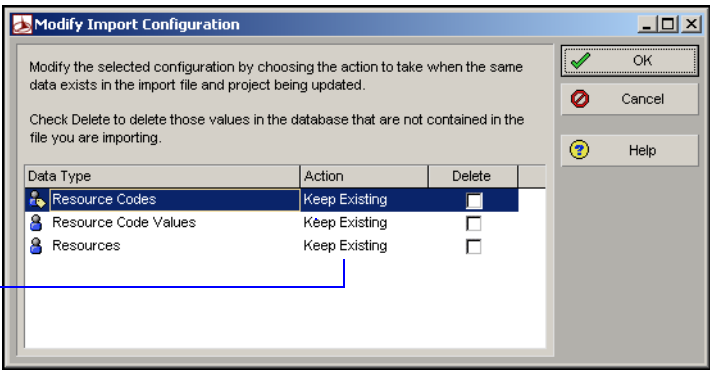 Modify Import Configuration
Modify the selected configuration by choosing the action to take when the same
data exists in the import file and project being updated.
Check Delete to delete those values in the database that are not contained in the
file you are importing.
Data Type Action Delete
Resource Codes Keep Existing
Resource Code Values Keep Existing
Resources Keep Existing
OK
Cancel
Help